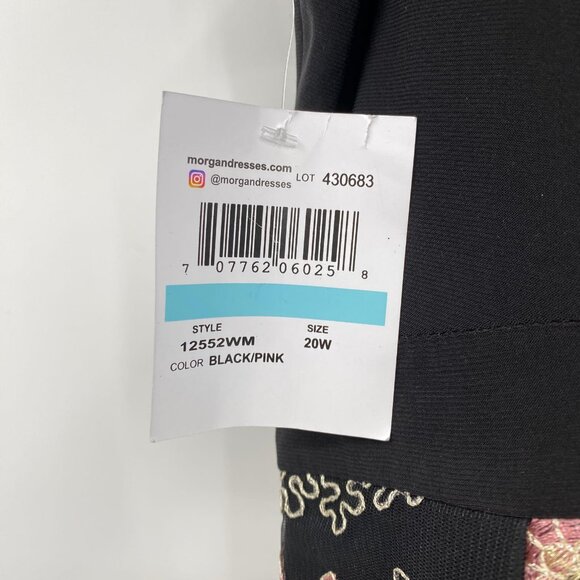 morgandresses.com
@morgandresses
LOT 430683
7 07762 06025 8
STYLE SIZE
12552WM 20W
COLOR BLACK/PINK